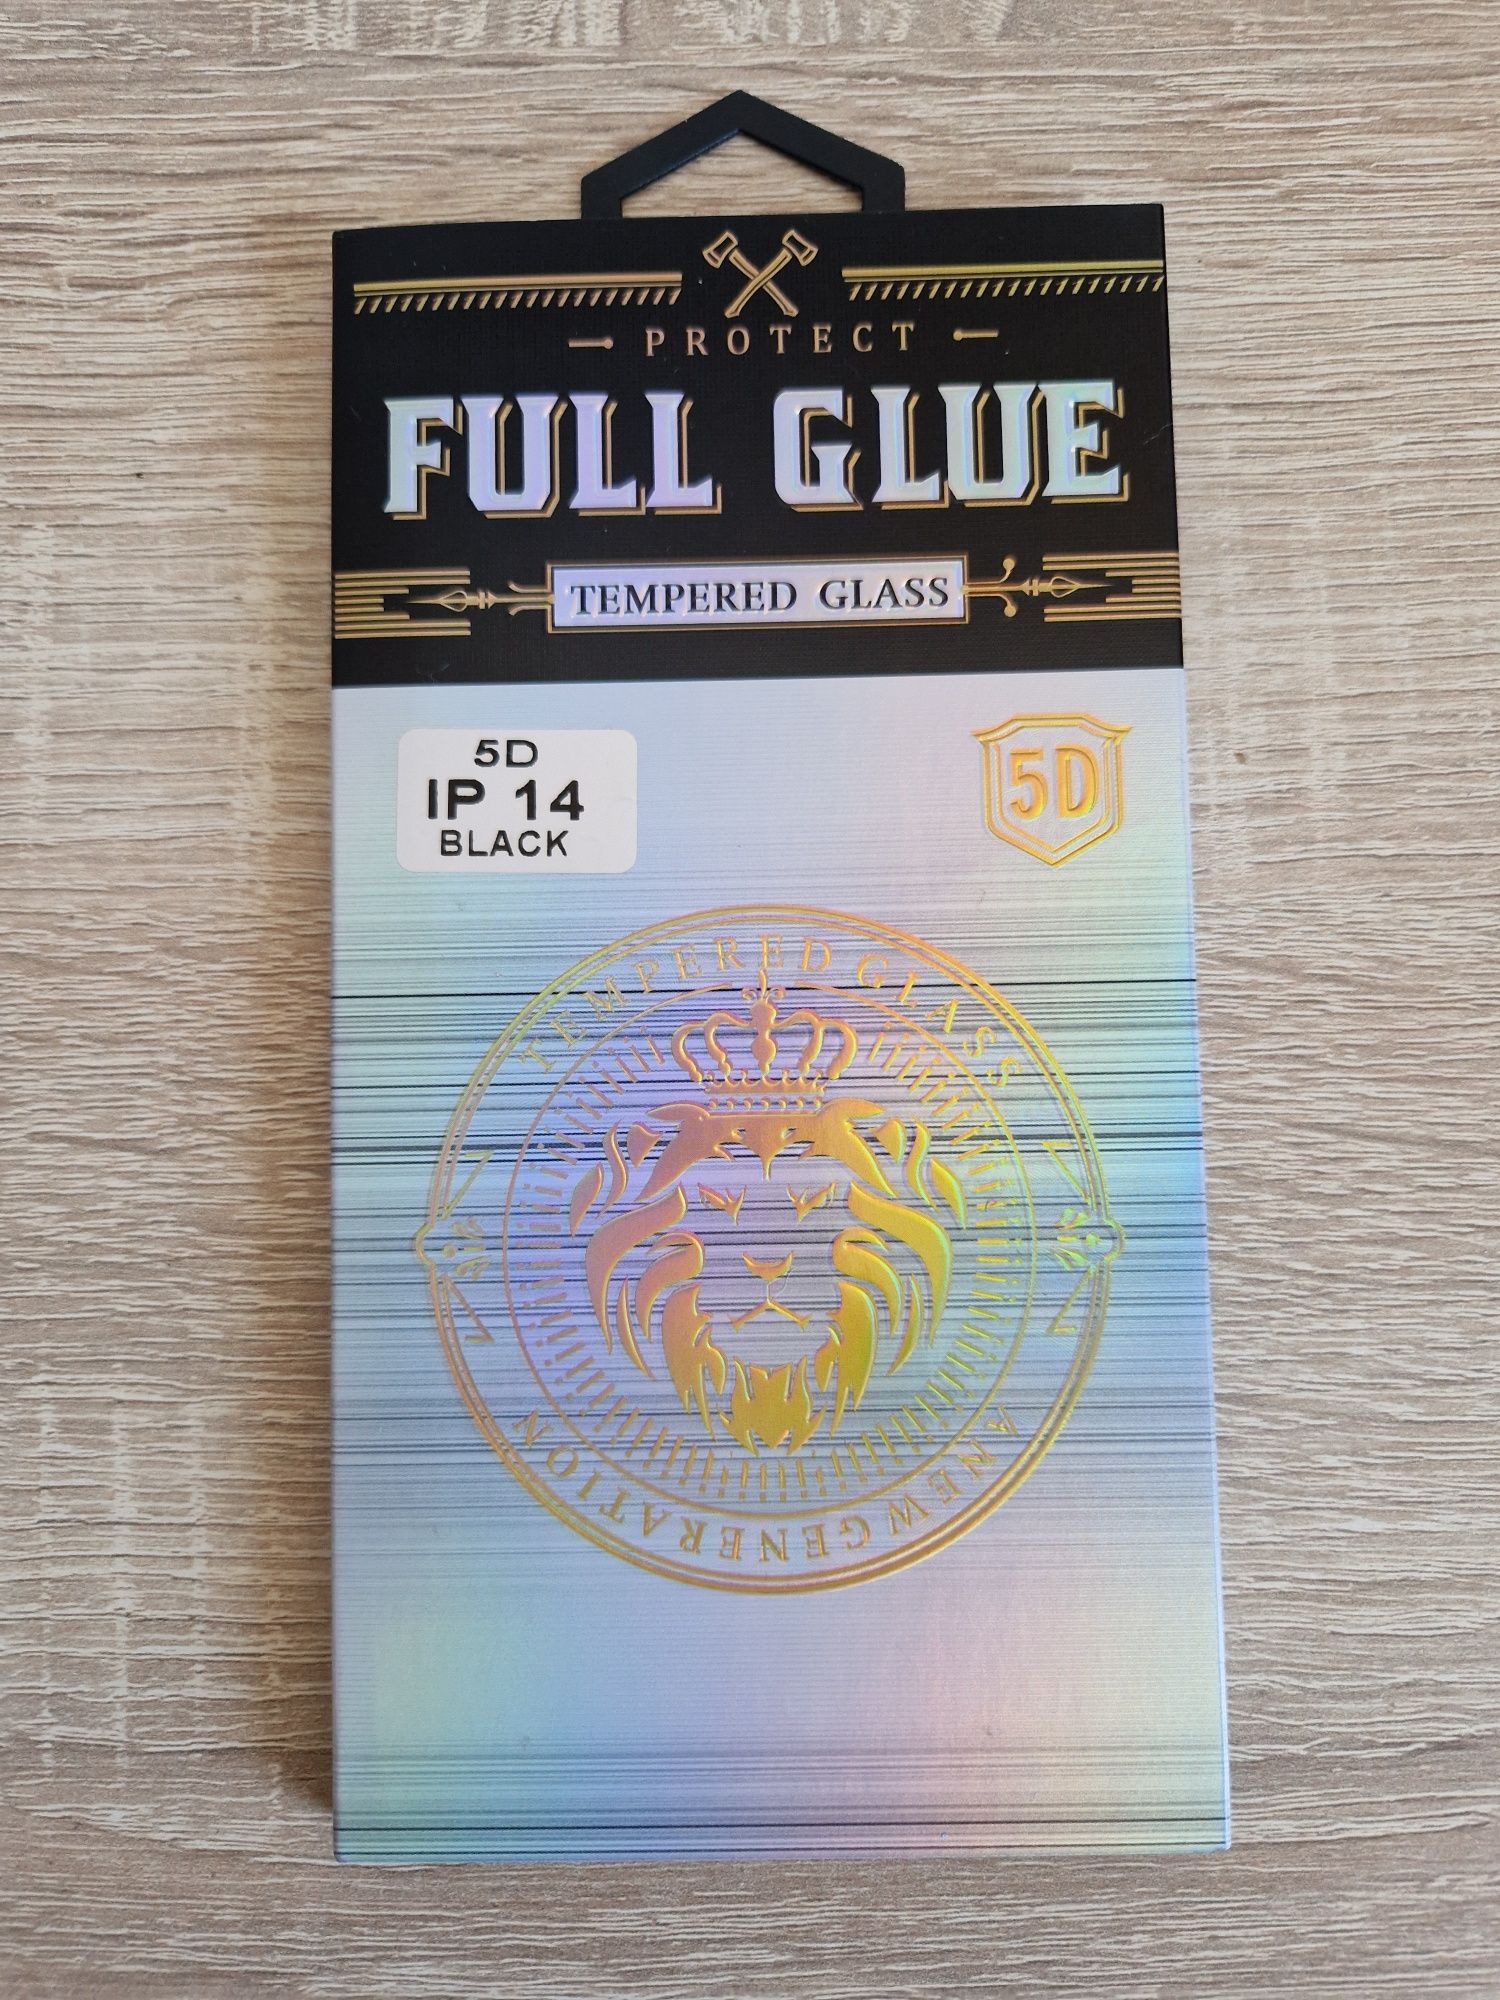 PROTECT
FULL GLUE
TEMPERED GLASS
5D
IP 14
BLACK
5D
TEMPERED GLASS
A NEW GENERATION